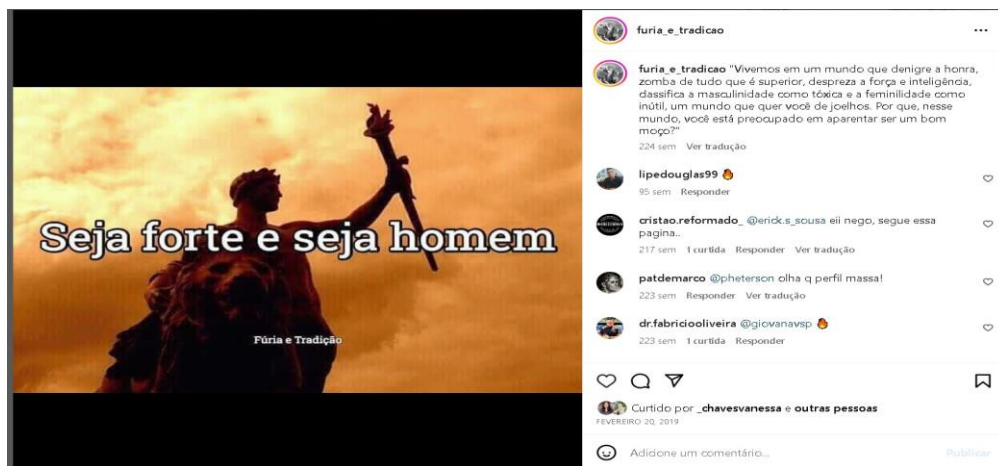 Seja forte e seja homem
Fúria e Tradição
furia_e_tradicao
furia_e_tradicao "Vivemos em um mundo que denigre a honra,
zomba de tudo que é superior, despreza a força e inteligência,
classifica a masculinidade como tóxica e a feminilidade como
inútil, um mundo que quer você de joelhos. Por que, nesse
mundo, você está preocupado em aparentar ser um bom
moço?"
224 sem Ver tradução
lipedouglas99 🔥
95 sem Responder
cristao.reformado_ @erick.s_sousa eii nego, segue essa
pagina..
217 sem 1 curtida Responder Ver tradução
patdemarco @pheterson olha q perfil massa!
223 sem Responder Ver tradução
dr.fabriciooliveira @giovanavsp 🔥
223 sem 1 curtida Responder
Curtido por _chavesvanessa e outras pessoas
FEVEREIRO 20, 2019
Adicione um comentário... Publicar